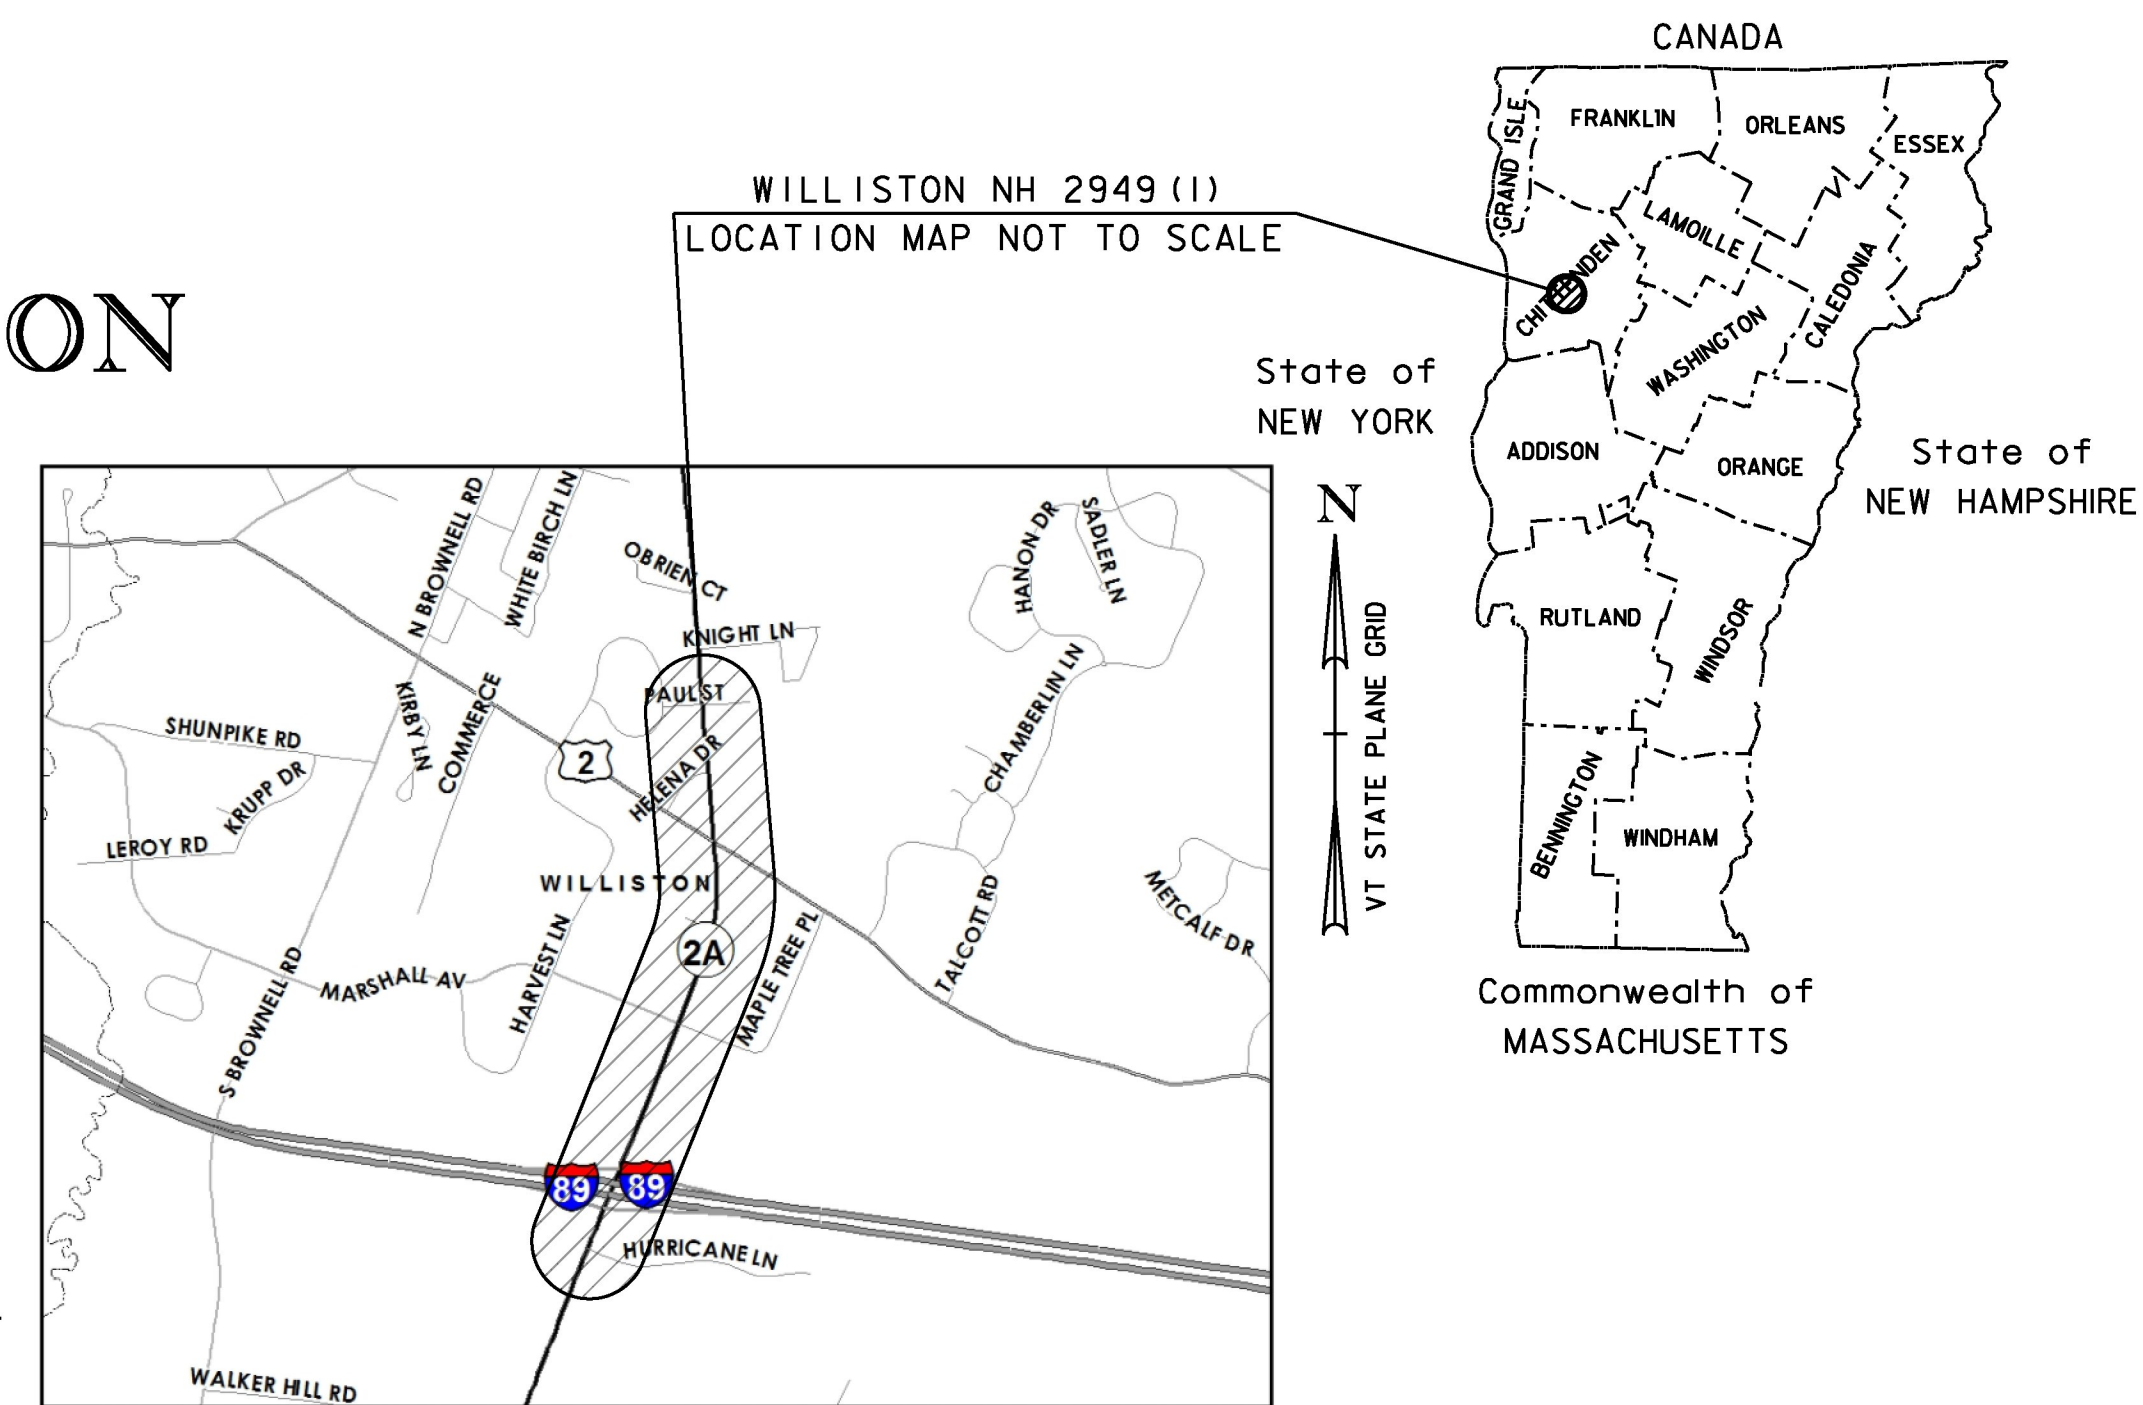 CANADA
FRANKLIN
ORLEANS
ESSEX
GRAND ISLE
LAMOILLE
CALEDONIA
WASHINGTON
WILLISTON NH 2949 (1)
LOCATION MAP NOT TO SCALE
ON
State of
NEW YORK
ADDISON
ORANGE
State of
NEW HAMPSHIRE
RUTLAND
WINDSOR
BENNINGTON
WINDHAM
Commonwealth of
MASSACHUSETTS
N
VT STATE PLANE GRID
N BROWNELL RD
WHITE BIRCH LN
OBRIEN CT
KNIGHT LN
HANON DR
SADLER LN
PAUL ST
KIRBY LN
COMMERCE
SHUNPIKE RD
KRUPP DR
LEROY RD
2
HELENA DR
CHAMBERLIN LN
WILLISTON
2A
HARVEST LN
MAPLE TREE PL
TALCOTT RD
METCALF DR
MARSHALL AV
S BROWNELL RD
89
89
HURRICANE LN
WALKER HILL RD